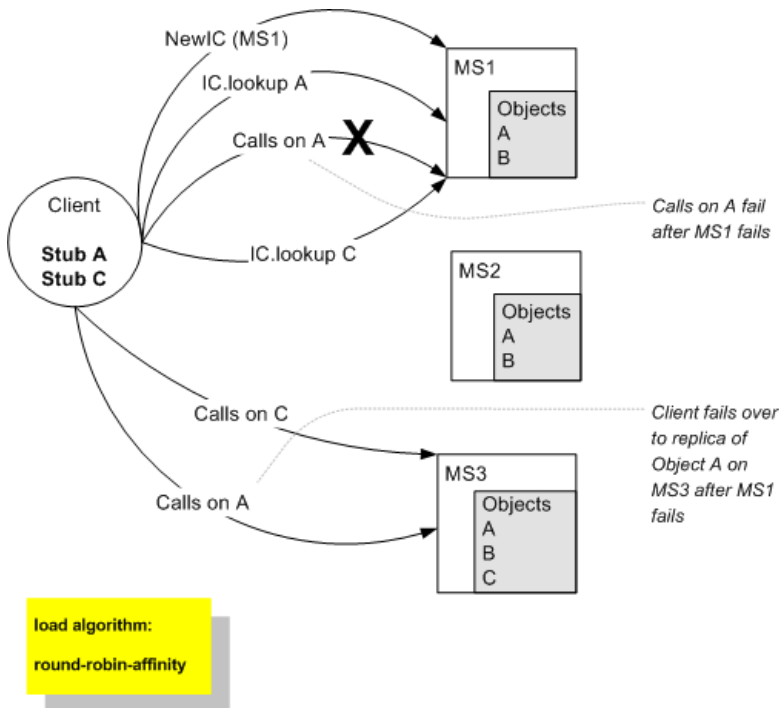 NewIC (MS1)
IC.lookup A
Calls on A
X
IC.lookup C
Client
Stub A
Stub C
MS1
Objects
A
B
Calls on A fail
after MS1 fails
MS2
Objects
A
B
Calls on C
Calls on A
Client fails over
to replica of
Object A on
MS3 after MS1
fails
MS3
Objects
A
B
C
load algorithm:
round-robin-affinity